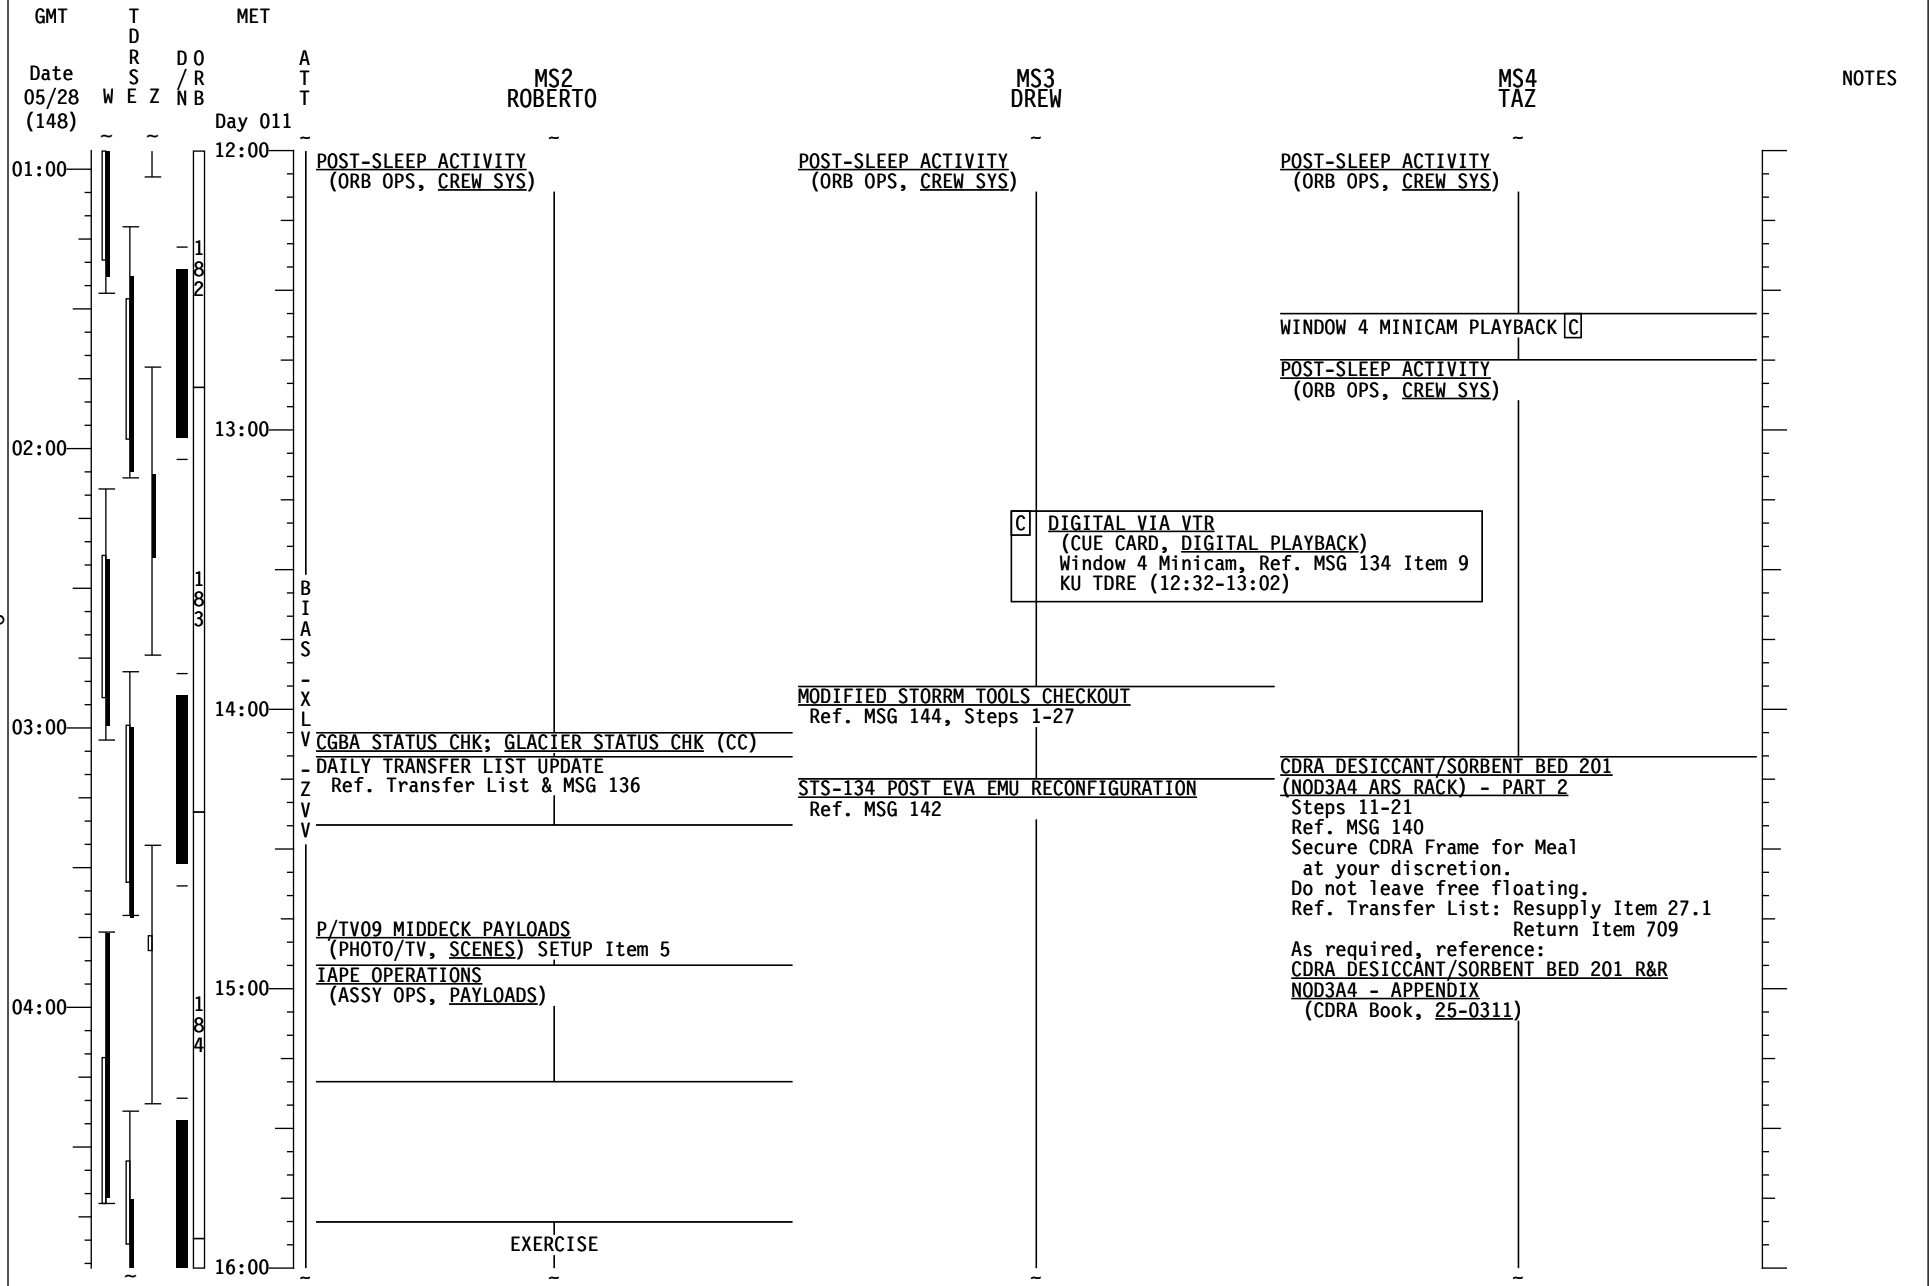 GMT
TDRSE
MET
Date
05/28
(148)
W E Z
D/N
ORB
Day 011
ATT
MS2
ROBERTO
MS3
DREW
MS4
TAZ
NOTES
01:00
02:00
03:00
04:00
182
183
184
12:00
13:00
14:00
15:00
16:00
BIAS -XLV -ZVV
POST-SLEEP ACTIVITY
(ORB OPS, CREW SYS)
CGBA STATUS CHK; GLACIER STATUS CHK (CC)
DAILY TRANSFER LIST UPDATE
Ref. Transfer List & MSG 136
P/TV09 MIDDECK PAYLOADS
(PHOTO/TV, SCENES) SETUP Item 5
IAPE OPERATIONS
(ASSY OPS, PAYLOADS)
EXERCISE
POST-SLEEP ACTIVITY
(ORB OPS, CREW SYS)
C DIGITAL VIA VTR
(CUE CARD, DIGITAL PLAYBACK)
Window 4 Minicam, Ref. MSG 134 Item 9
KU TDRE (12:32-13:02)
MODIFIED STORRM TOOLS CHECKOUT
Ref. MSG 144, Steps 1-27
STS-134 POST EVA EMU RECONFIGURATION
Ref. MSG 142
POST-SLEEP ACTIVITY
(ORB OPS, CREW SYS)
WINDOW 4 MINICAM PLAYBACK C
POST-SLEEP ACTIVITY
(ORB OPS, CREW SYS)
CDRA DESICCANT/SORBENT BED 201
(NOD3A4 ARS RACK) - PART 2
Steps 11-21
Ref. MSG 140
Secure CDRA Frame for Meal
at your discretion.
Do not leave free floating.
Ref. Transfer List: Resupply Item 27.1
Return Item 709
As required, reference:
CDRA DESICCANT/SORBENT BED 201 R&R
NOD3A4 - APPENDIX
(CDRA Book, 25-0311)